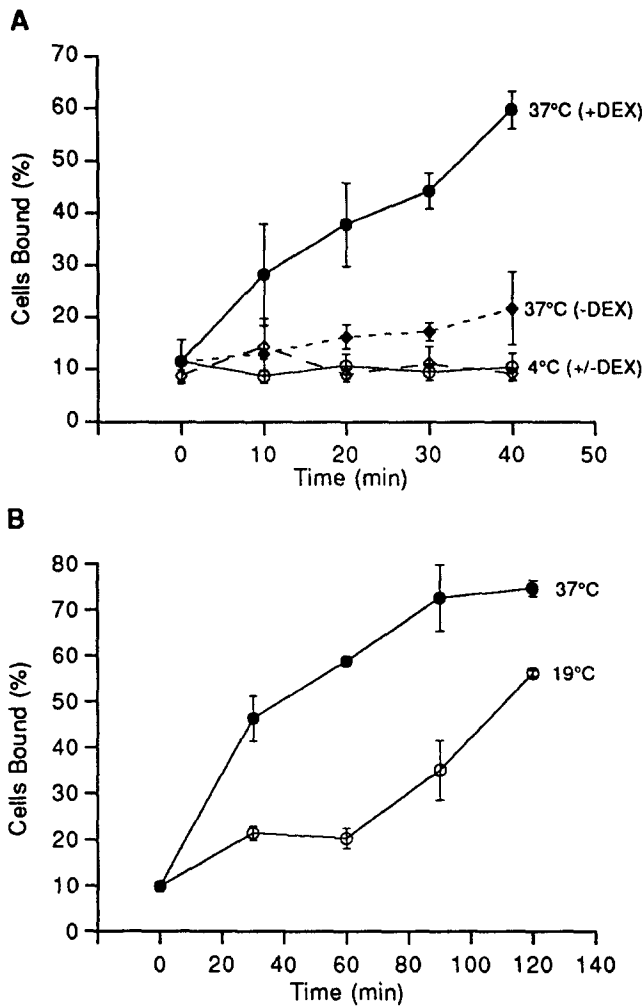 A
70
60
50
40
30
20
10
0
Cells Bound (%)
37°C (+DEX)
37°C (-DEX)
4°C (+/-DEX)
0 10 20 30 40 50
Time (min)
B
80
70
60
50
40
30
20
10
0
Cells Bound (%)
37°C
19°C
0 20 40 60 80 100 120 140
Time (min)